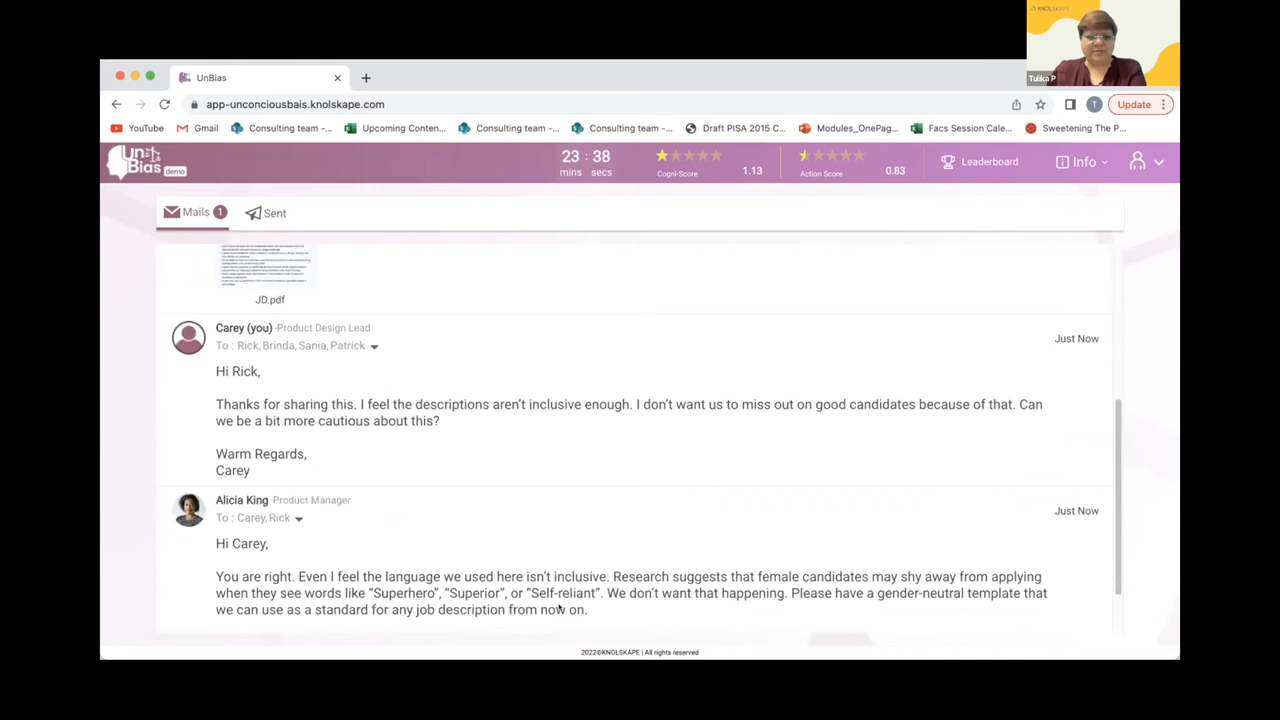 KNOLSKAPE
Tulika P
UnBias
app-unconciousbais.knolskape.com
Update
YouTube
Gmail
Consulting team -...
Upcoming Conten...
Consulting team -...
Consulting team -...
Draft PISA 2015 C...
Modules_OnePag...
Facs Session Cale...
Sweetening The P...
Un
Bias
demo
23 : 38
mins secs
Cogni-Score 1.13
Action Score 0.83
Leaderboard
Info
Mails 1
Sent
JD.pdf
Carey (you) -Product Design Lead
To : Rick, Brinda, Sania, Patrick
Just Now
Hi Rick,
Thanks for sharing this. I feel the descriptions aren't inclusive enough. I don't want us to miss out on good candidates because of that. Can
we be a bit more cautious about this?
Warm Regards,
Carey
Alicia King -Product Manager
To : Carey, Rick
Just Now
Hi Carey,
You are right. Even I feel the language we used here isn't inclusive. Research suggests that female candidates may shy away from applying
when they see words like “Superhero”, “Superior”, or “Self-reliant”. We don't want that happening. Please have a gender-neutral template that
we can use as a standard for any job description from now on.
2022©KNOLSKAPE | All rights reserved